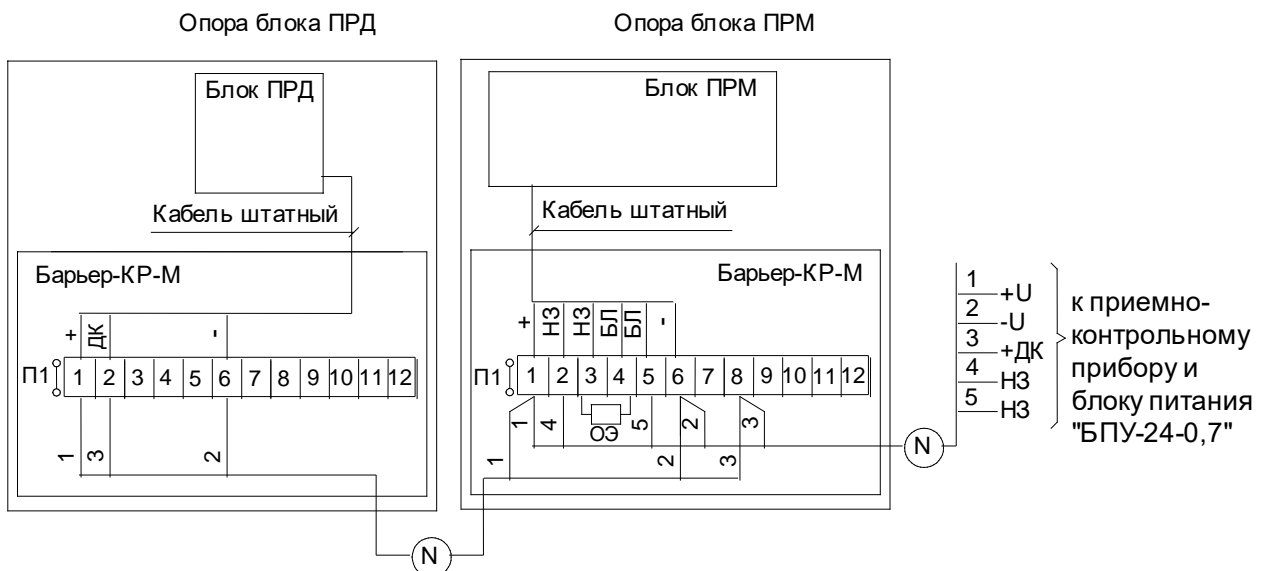 Опора блока ПРД
Опора блока ПРМ
Блок ПРД
Блок ПРМ
Кабель штатный
Кабель штатный
Барьер-КР-М
Барьер-КР-М
+ ДК -
+ НЗ НЗ БЛ БЛ -
П1 1 2 3 4 5 6 7 8 9 10 11 12
П1 1 2 3 4 5 6 7 8 9 10 11 12
1 3 2
1 4 ОЭ 5 2 3
1 2 3
N
N
1 +U
2 -U
3 +ДК
4 НЗ
5 НЗ
к приемно-
контрольному
прибору и
блоку питания
"БПУ-24-0,7"